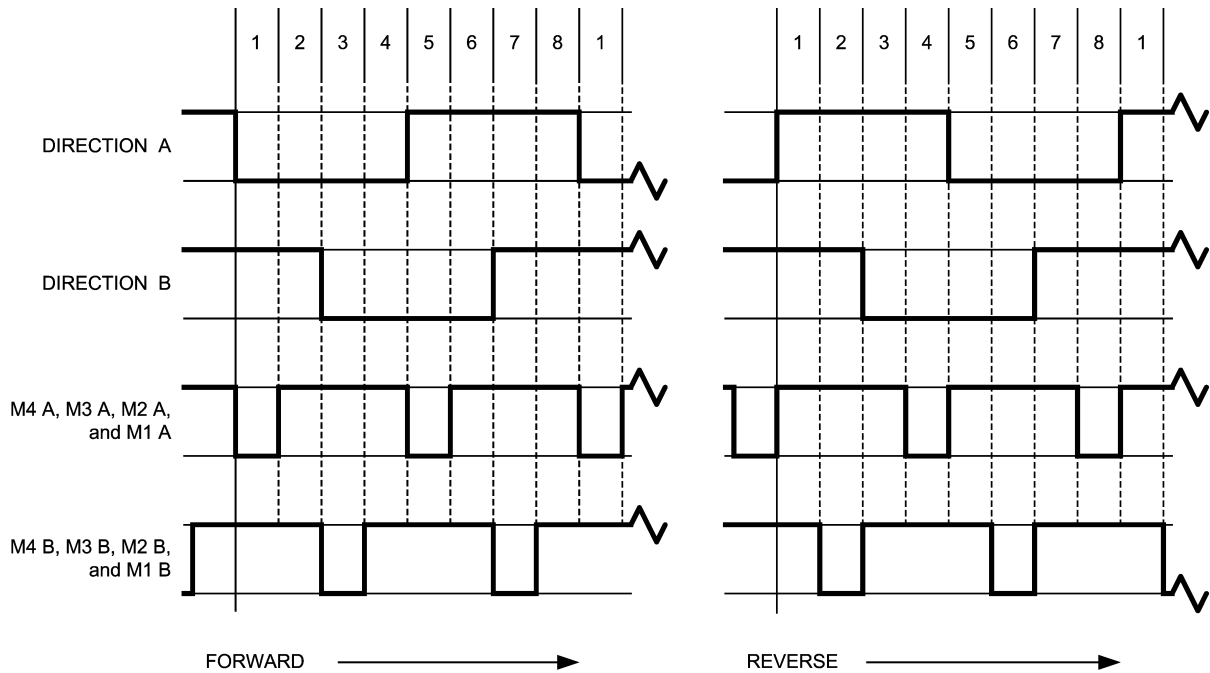 1 2 3 4 5 6 7 8 1 1 2 3 4 5 6 7 8 1
DIRECTION A
DIRECTION B
M4 A, M3 A, M2 A,
and M1 A
M4 B, M3 B, M2 B,
and M1 B
FORWARD REVERSE